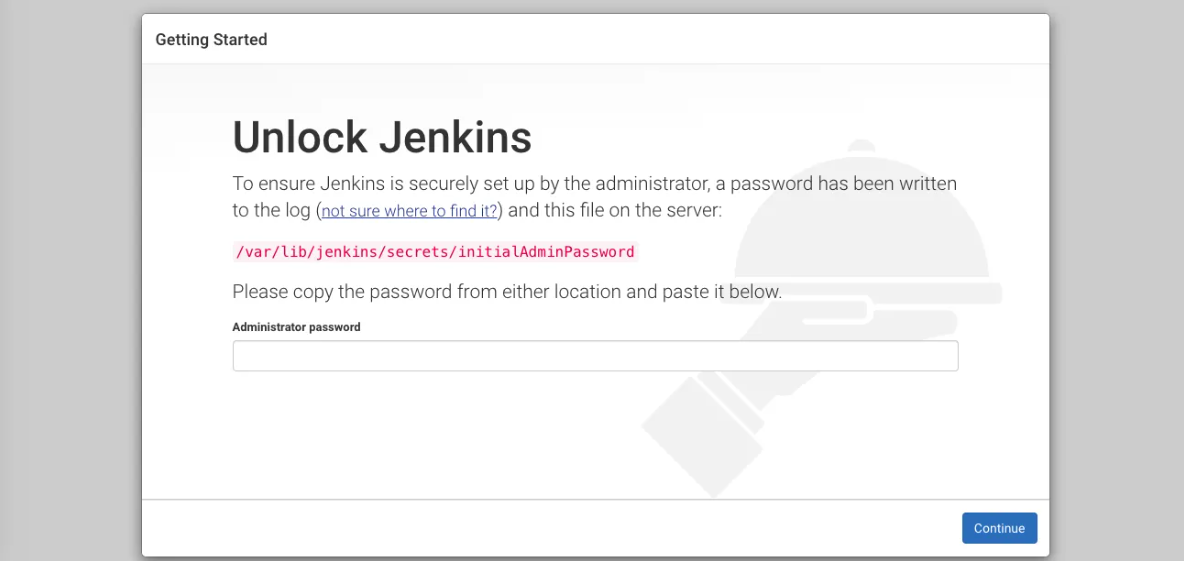 Getting Started
Unlock Jenkins
To ensure Jenkins is securely set up by the administrator, a password has been written
to the log (not sure where to find it?) and this file on the server:
/var/lib/jenkins/secrets/initialAdminPassword
Please copy the password from either location and paste it below.
Administrator password
Continue